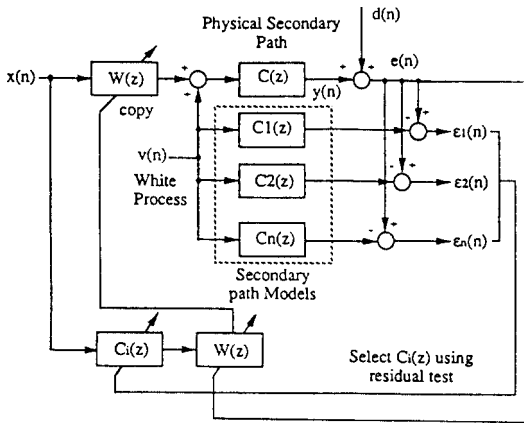 Physical Secondary
Path
d(n)
e(n)
x(n)
W(z)
copy
+
+
C(z)
y(n)
+
+
v(n)
White
Process
C1(z)
C2(z)
Cn(z)
-
+
-
+
-
+
ε1(n)
ε2(n)
εn(n)
Secondary
path Models
Ci(z)
W(z)
Select Ci(z) using
residual test